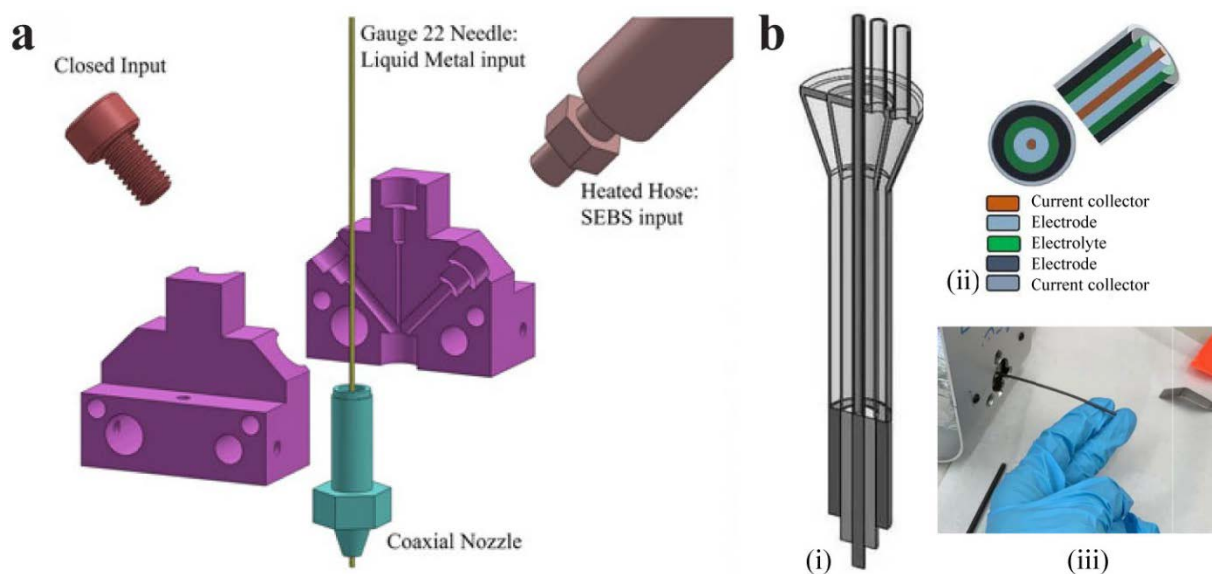 a
Closed Input
Gauge 22 Needle:
Liquid Metal input
Heated Hose:
SEBS input
Coaxial Nozzle
b
(i)
Current collector
Electrode
Electrolyte
Electrode
Current collector
(ii)
(iii)